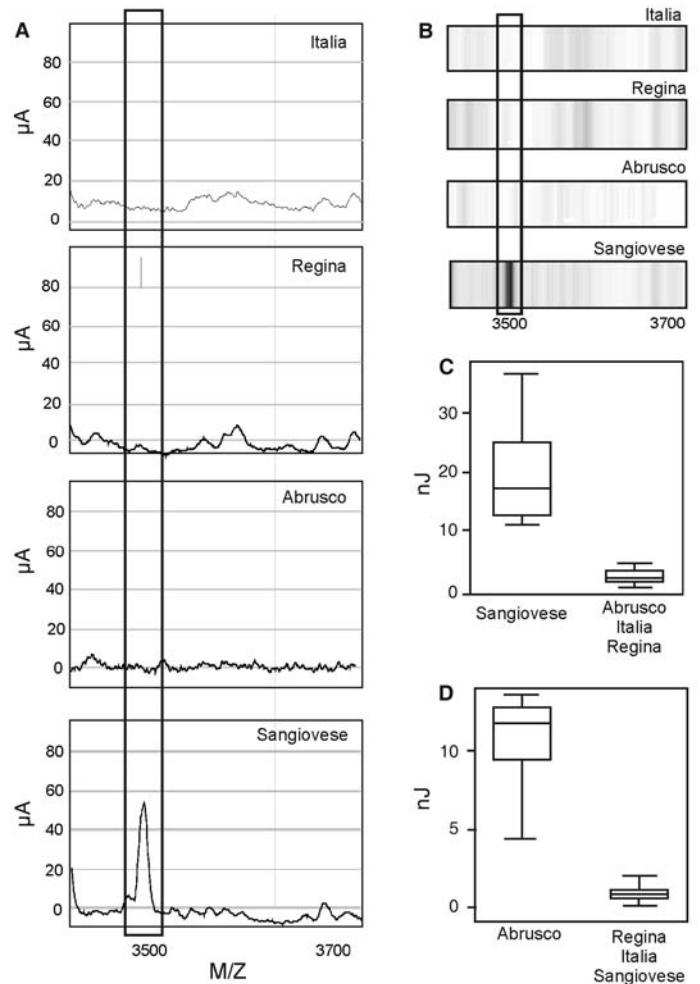 A
Italia
80
60
40
20
0
µA
Regina
80
60
40
20
0
µA
Abrusco
80
60
40
20
0
µA
Sangiovese
80
60
40
20
0
µA
3500
3700
M/Z
B
Italia
Regina
Abrusco
Sangiovese
3500
3700
C
30
20
10
0
nJ
Sangiovese
Abrusco
Italia
Regina
D
10
5
0
nJ
Abrusco
Regina
Italia
Sangiovese